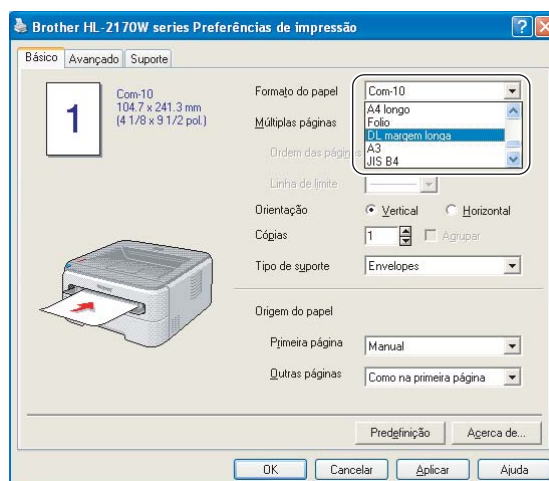 Brother HL-2170W series Preferências de impressão
Básico Avançado Suporte
1
Com-10
104.7 x 241.3 mm
(4 1/8 x 9 1/2 pol.)
Formato do papel Com-10
A4 longo
Folio
DL margem longa
A3
JIS B4
Múltiplas páginas
Ordem das págin
Linha de limite
Orientação Vertical Horizontal
Cópias 1 Agrupar
Tipo de suporte Envelopes
Origem do papel
Primeira página Manual
Outras páginas Como na primeira página
Predefinição Acerca de...
OK Cancelar Aplicar Ajuda